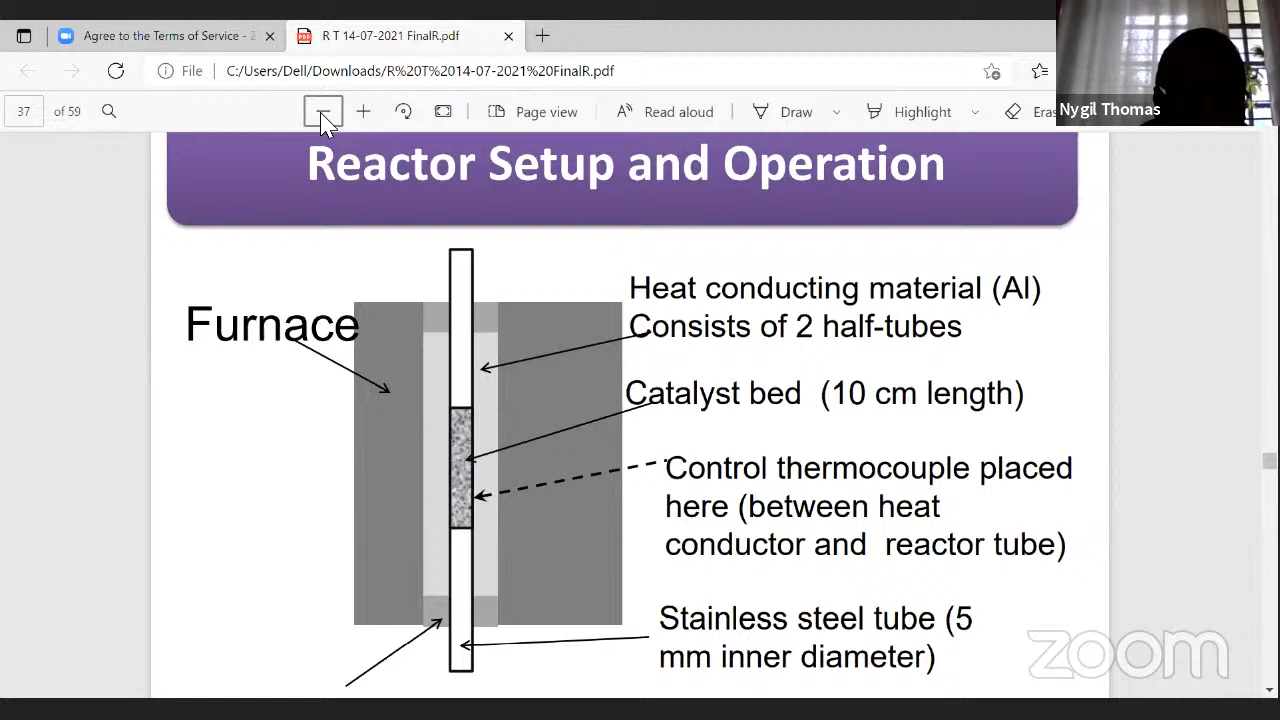 Agree to the Terms of Service - Z
R T 14-07-2021 FinalR.pdf
File
C:/Users/Dell/Downloads/R%20T%2014-07-2021%20FinalR.pdf
37 of 59
Page view
Read aloud
Draw
Highlight
Eras
Nygil Thomas
Reactor Setup and Operation
Furnace
Heat conducting material (Al)
Consists of 2 half-tubes
Catalyst bed (10 cm length)
Control thermocouple placed
here (between heat
conductor and reactor tube)
Stainless steel tube (5
mm inner diameter)
zoom